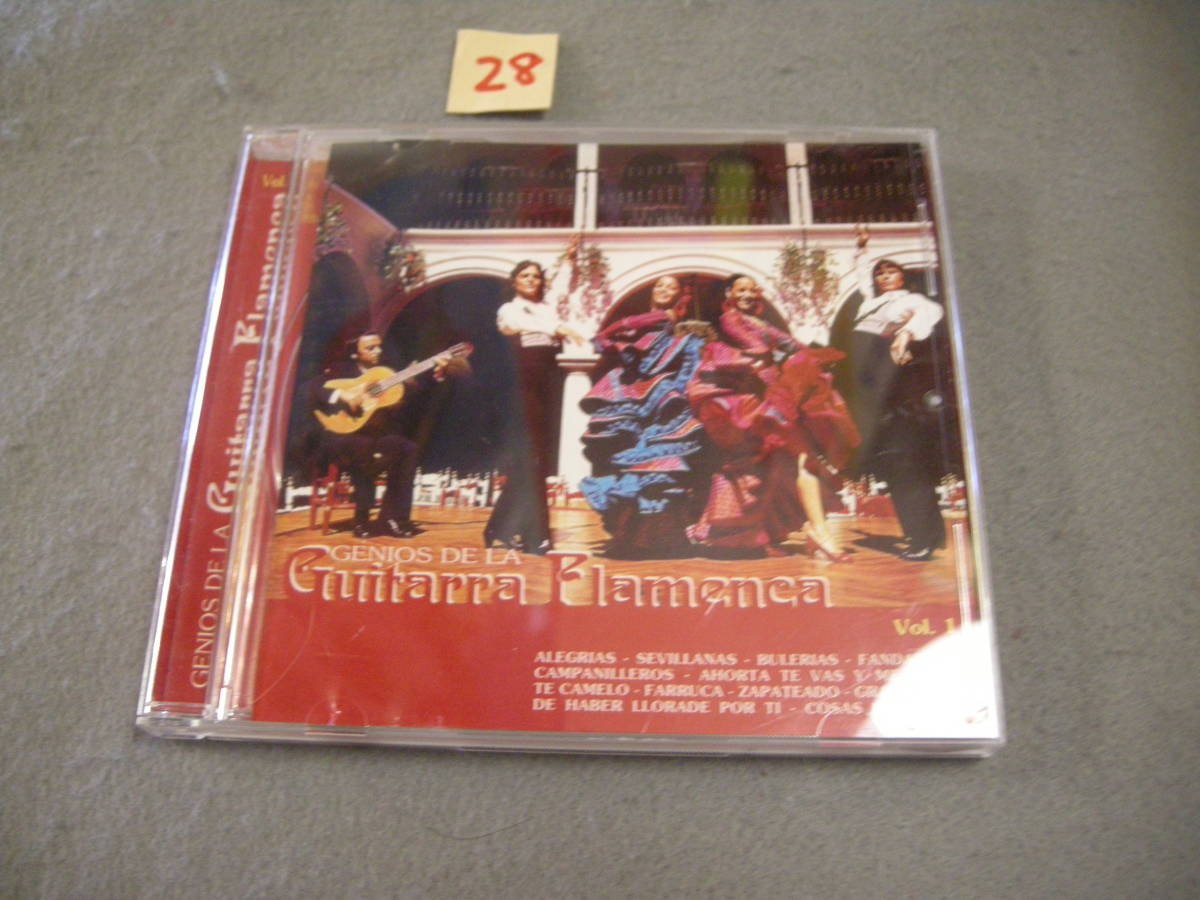 28
Vol.
GENIOS DE LA Guitarra Flamenca
GENIOS DE LA
Guitarra Flamenca
Vol. 1
ALEGRIAS - SEVILLANAS - BULERIAS -
CAMPANILLEROS - AHORTA TE VAS Y
TE CAMELO - FARRUCA - ZAPATEADO -
DE HABER LLORADE POR TI - COSAS